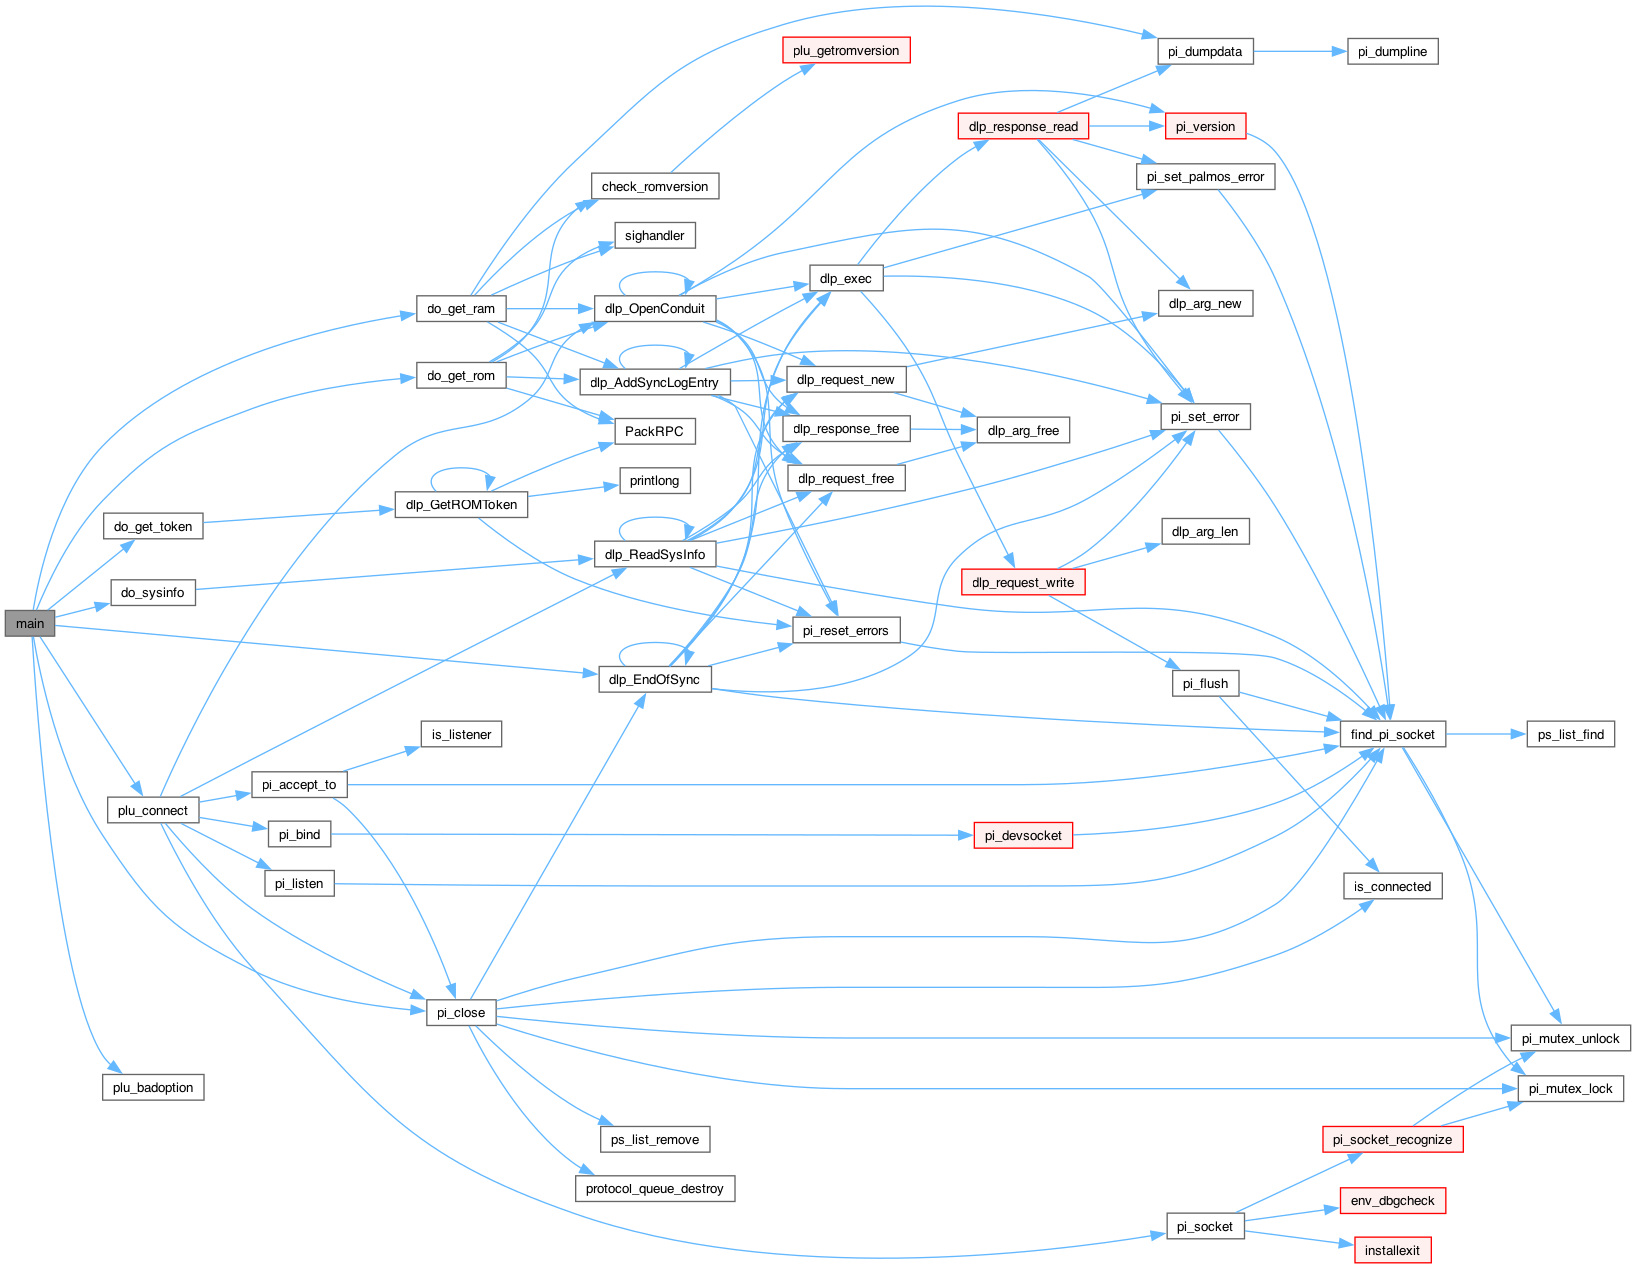 main
do_get_ram
do_get_rom
do_get_token
do_sysinfo
plu_connect
plu_badoption
dlp_GetROMToken
is_listener
pi_accept_to
pi_bind
pi_listen
pi_close
plu_getromversion
check_romversion
sighandler
dlp_OpenConduit
dlp_AddSyncLogEntry
PackRPC
printlong
dlp_ReadSysInfo
dlp_EndOfSync
ps_list_remove
protocol_queue_destroy
dlp_exec
dlp_request_new
dlp_response_free
dlp_request_free
pi_reset_errors
dlp_response_read
dlp_arg_free
dlp_request_write
pi_devsocket
pi_dumpdata
pi_version
pi_set_palmos_error
dlp_arg_new
pi_set_error
dlp_arg_len
pi_flush
pi_socket
pi_dumpline
find_pi_socket
is_connected
pi_socket_recognize
env_dbgcheck
installexit
ps_list_find
pi_mutex_unlock
pi_mutex_lock